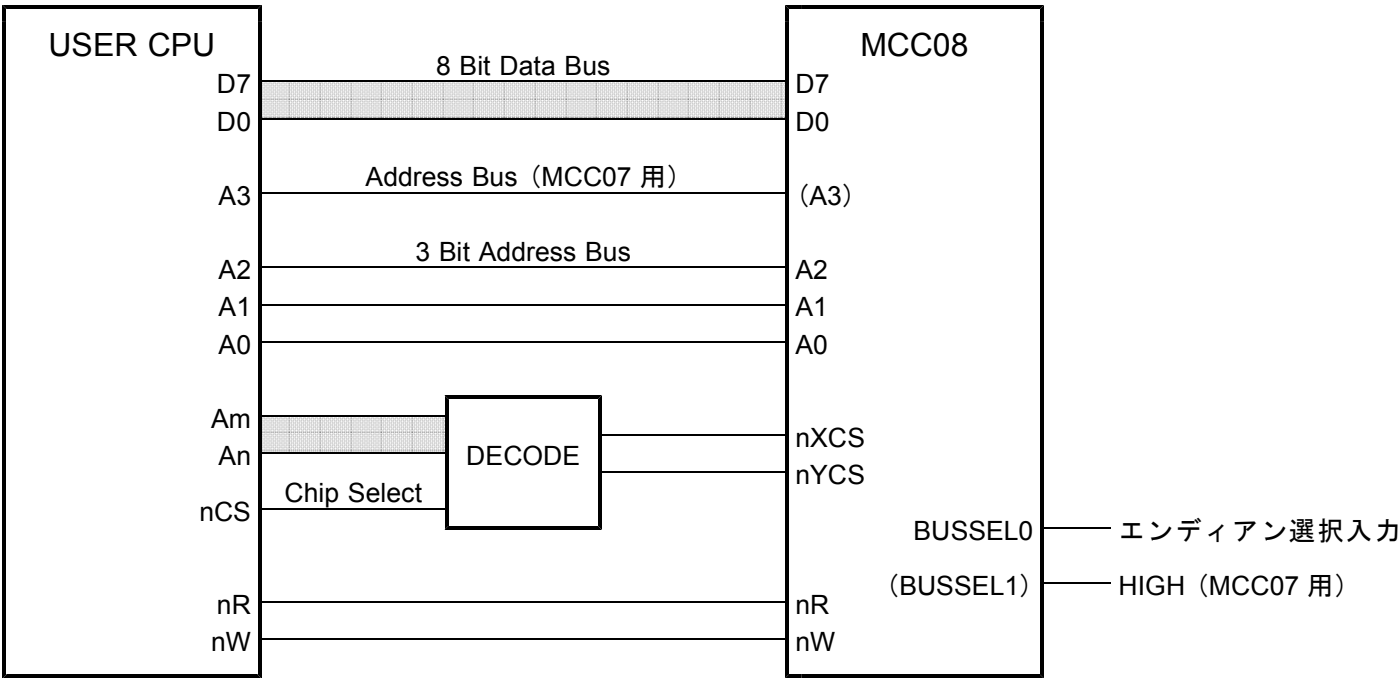 USER CPU
MCC08
8 Bit Data Bus
D7
D7
D0
D0
Address Bus（MCC07 用）
A3
（A3）
3 Bit Address Bus
A2
A2
A1
A1
A0
A0
Am
An
DECODE
nXCS
nYCS
Chip Select
nCS
BUSSEL0
エンディアン選択入力
（BUSSEL1）
HIGH（MCC07 用）
nR
nR
nW
nW